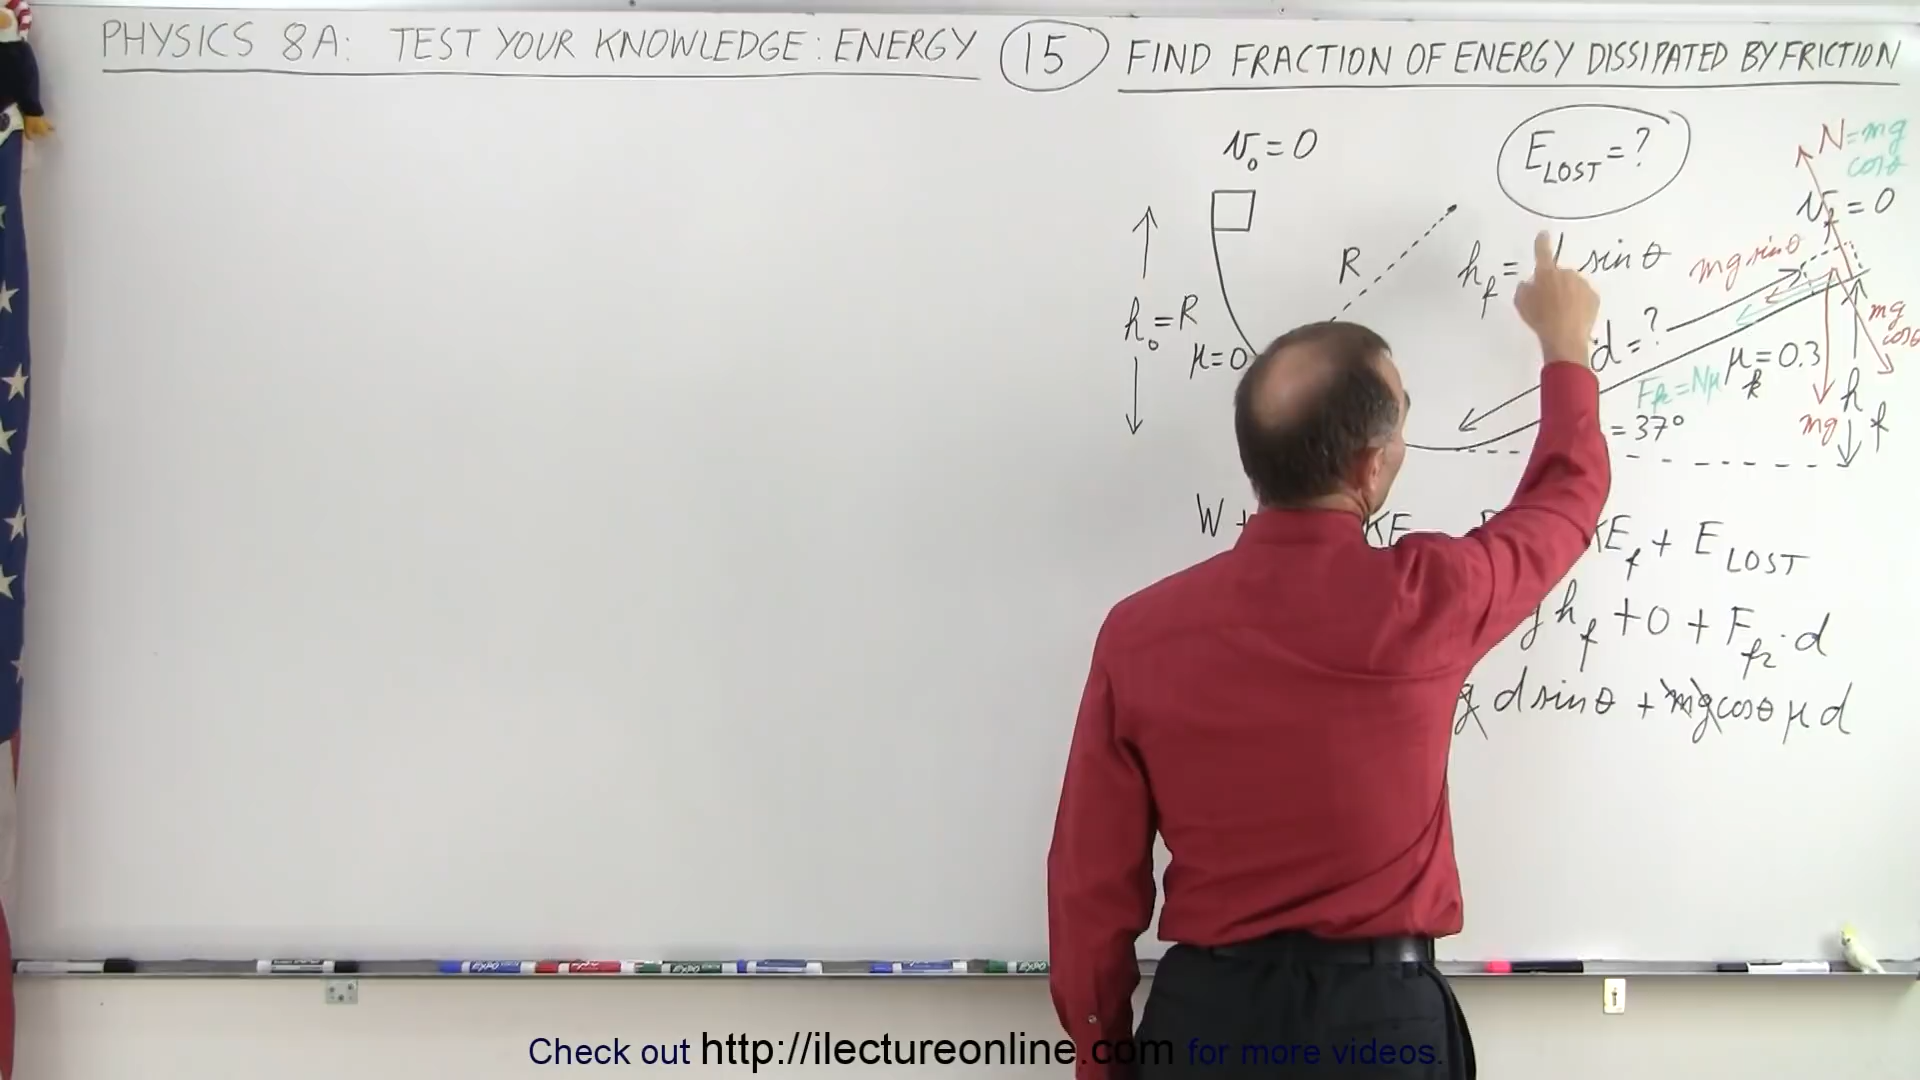 PHYSICS 8A: TEST YOUR KNOWLEDGE: ENERGY 15 FIND FRACTION OF ENERGY DISSIPATED BY FRICTION
v₀ = 0
E_LOST = ?
N = mg cosθ
v_f = 0
R
h_f = d sinθ
mg sinθ
h₀ = R
μ = 0
d = ?
μ_k = 0.3
mg cosθ
F_fr = Nμ
mg
h_f
= 37°
W + KE KE_f + E_LOST
g h_f + 0 + F_fr · d
g d sinθ + mg cosθ μ d
Check out http://ilectureonline.com for more videos.